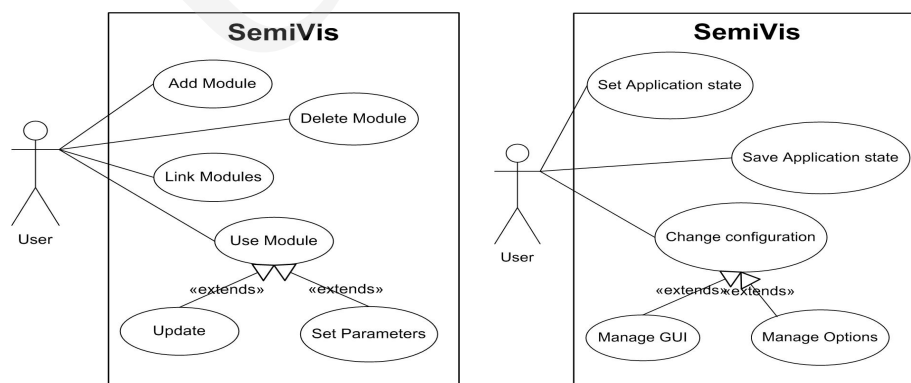 SemiVis
Add Module
Delete Module
Link Modules
User
Use Module
«extends»
«extends»
Update
Set Parameters
SemiVis
Set Application state
Save Application state
Change configuration
User
«extends»
«extends»
Manage GUI
Manage Options